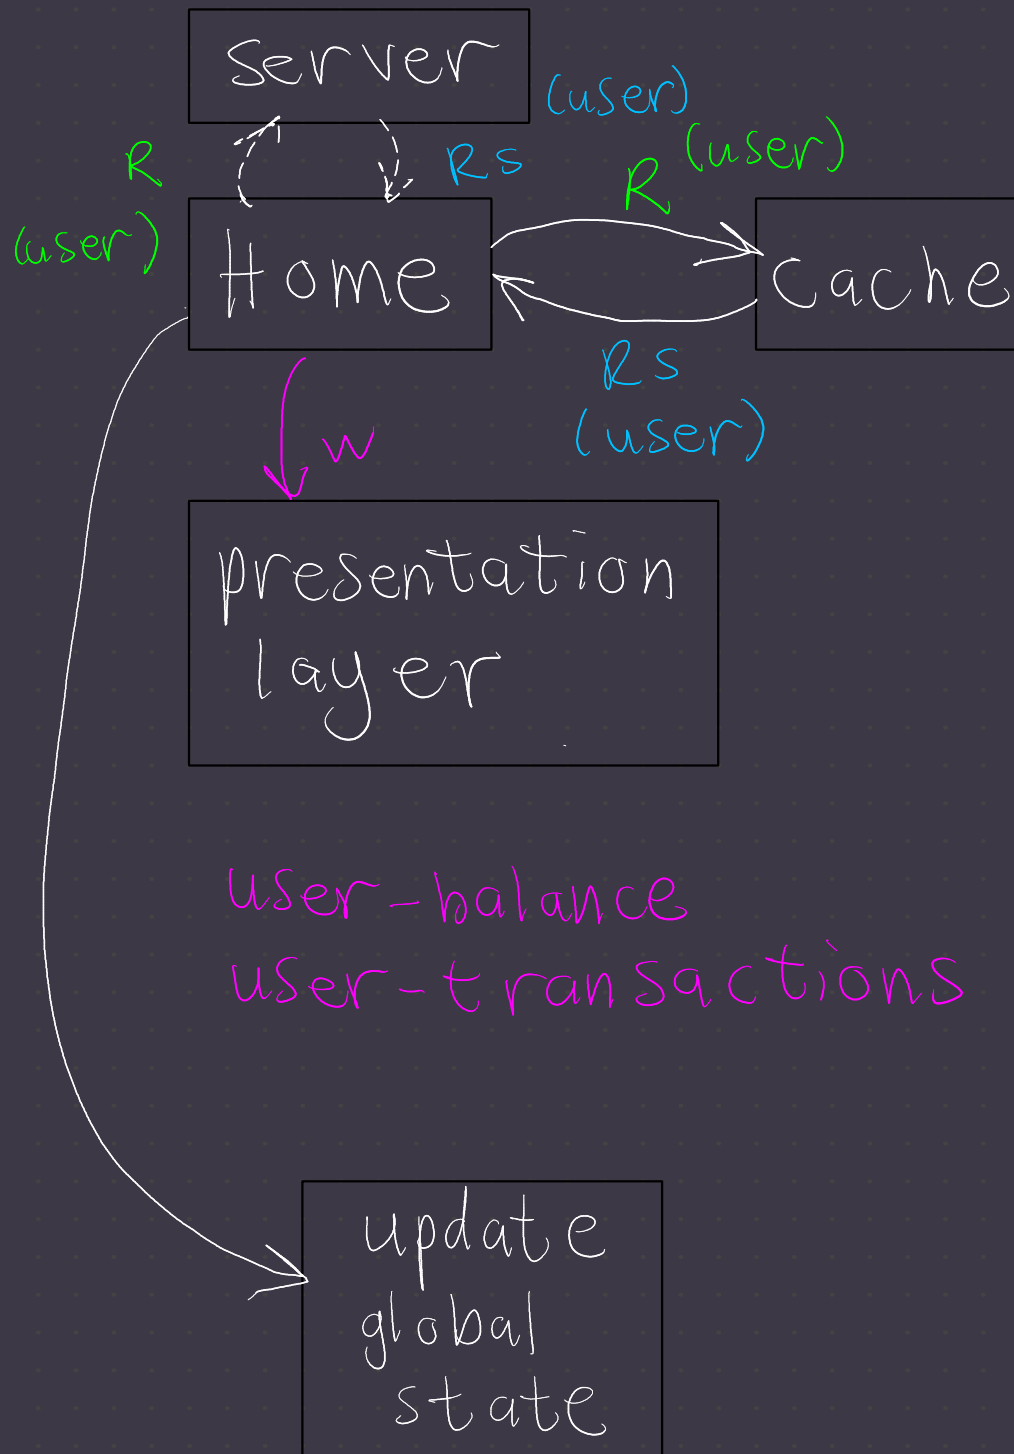 server
(user)
R
Rs
R
(user)
(user)
Home
cache
Rs
(user)
w
presentation
layer
user-balance
user-transactions
update
global
state